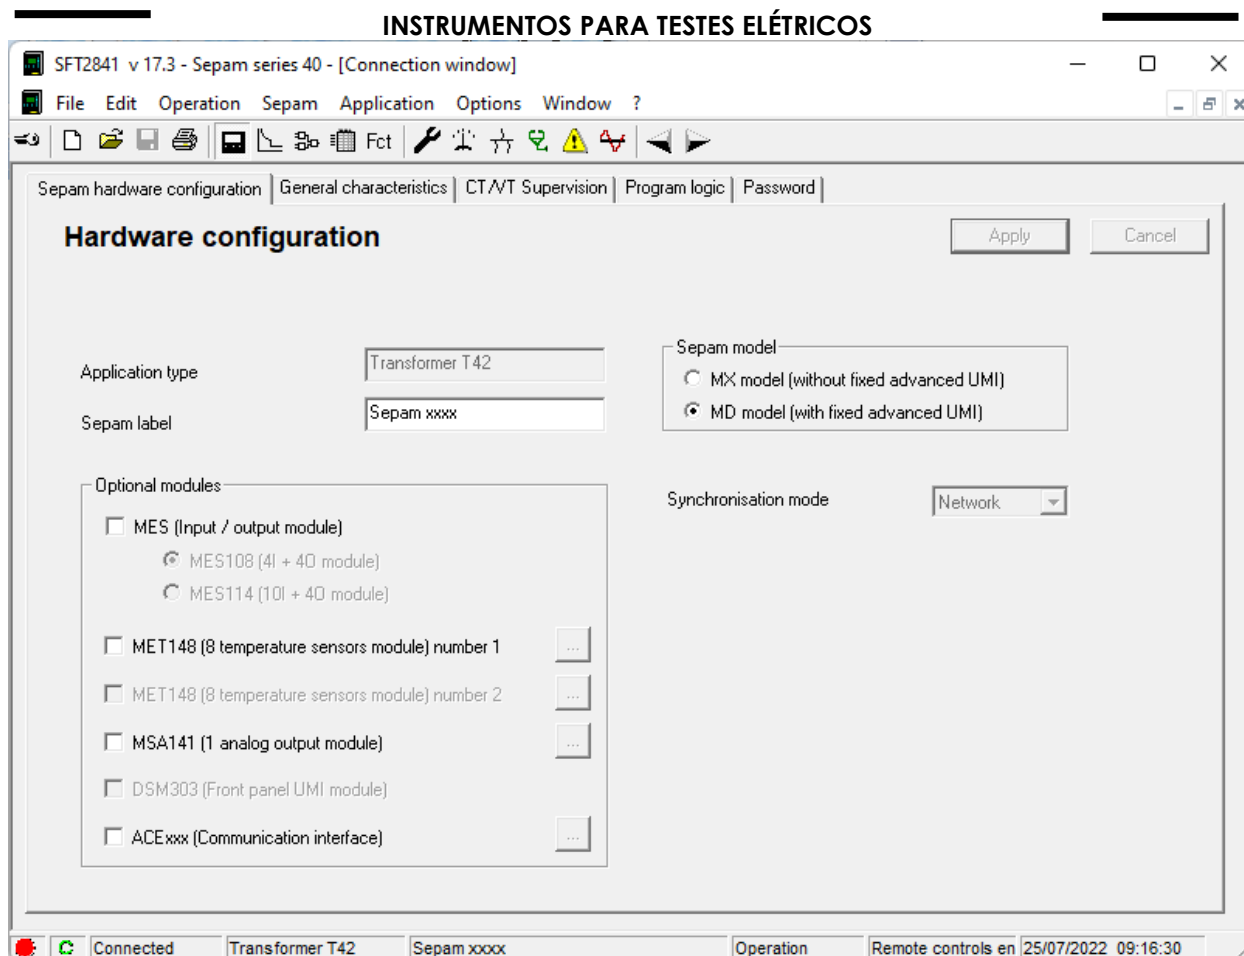 INSTRUMENTOS PARA TESTES ELÉTRICOS
SFT2841 v 17.3 - Sepam series 40 - [Connection window]
File Edit Operation Sepam Application Options Window ?
Fct
Sepam hardware configuration General characteristics CT/VT Supervision Program logic Password
Hardware configuration Apply Cancel
Application type Transformer T42
Sepam label Sepam xxxx
Sepam model
MX model (without fixed advanced UMI)
MD model (with fixed advanced UMI)
Optional modules
MES (Input / output module)
MES108 (4I + 4O module)
MES114 (10I + 4O module)
MET148 (8 temperature sensors module) number 1 ...
MET148 (8 temperature sensors module) number 2 ...
MSA141 (1 analog output module) ...
DSM303 (Front panel UMI module)
ACExxx (Communication interface) ...
Synchronisation mode Network
Connected Transformer T42 Sepam xxxx Operation Remote controls en 25/07/2022 09:16:30